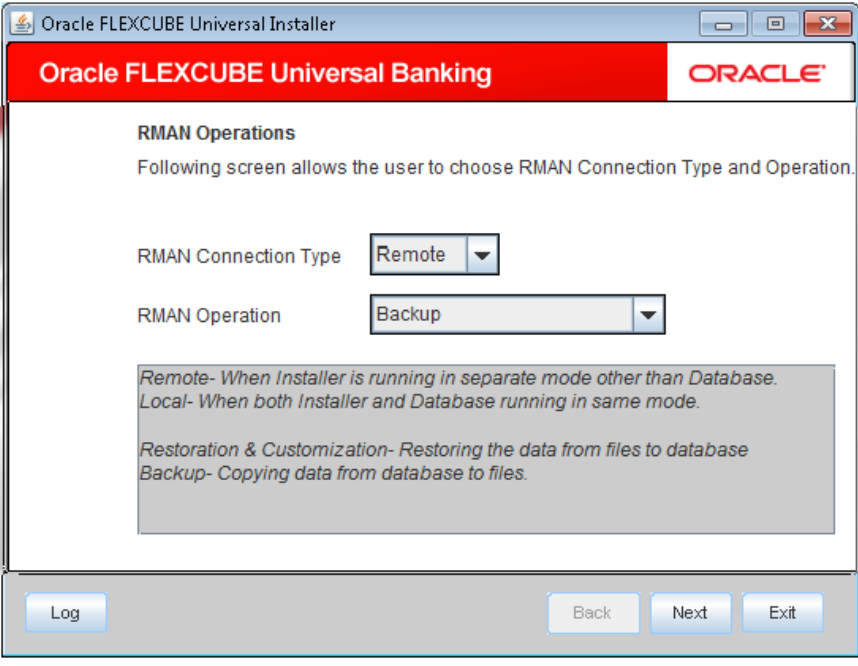 Oracle FLEXCUBE Universal Installer
Oracle FLEXCUBE Universal Banking
ORACLE
RMAN Operations
Following screen allows the user to choose RMAN Connection Type and Operation.
RMAN Connection Type Remote
RMAN Operation Backup
Remote- When Installer is running in separate mode other than Database.
Local- When both Installer and Database running in same mode.
Restoration & Customization- Restoring the data from files to database
Backup- Copying data from database to files.
Log Back Next Exit